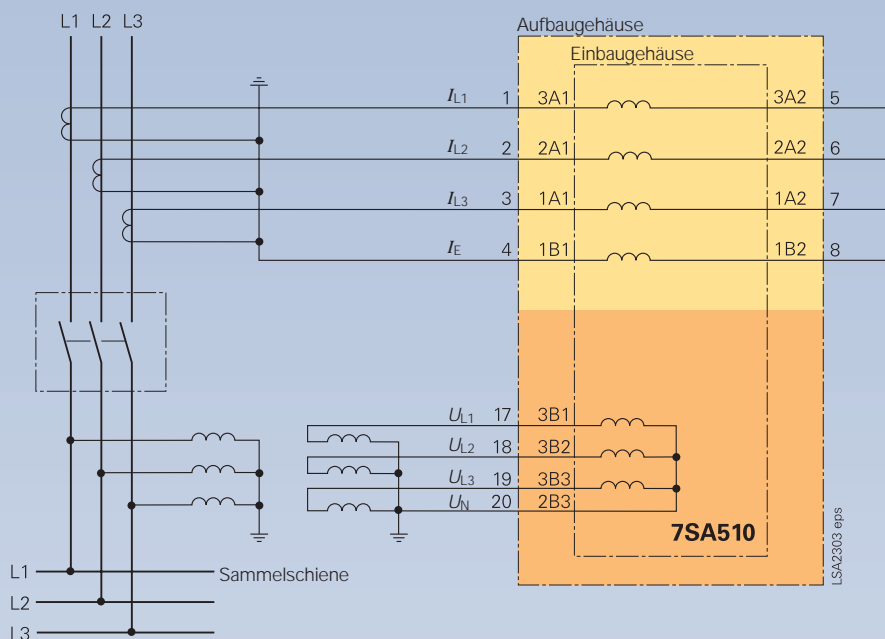 L1 L2 L3
Aufbaugehäuse
Einbaugehäuse
IL1 1 3A1 3A2 5
IL2 2 2A1 2A2 6
IL3 3 1A1 1A2 7
IE 4 1B1 1B2 8
UL1 17 3B1
UL2 18 3B2
UL3 19 3B3
UN 20 2B3
7SA510
LSA2303 eps
L1 Sammelschiene
L2
L3